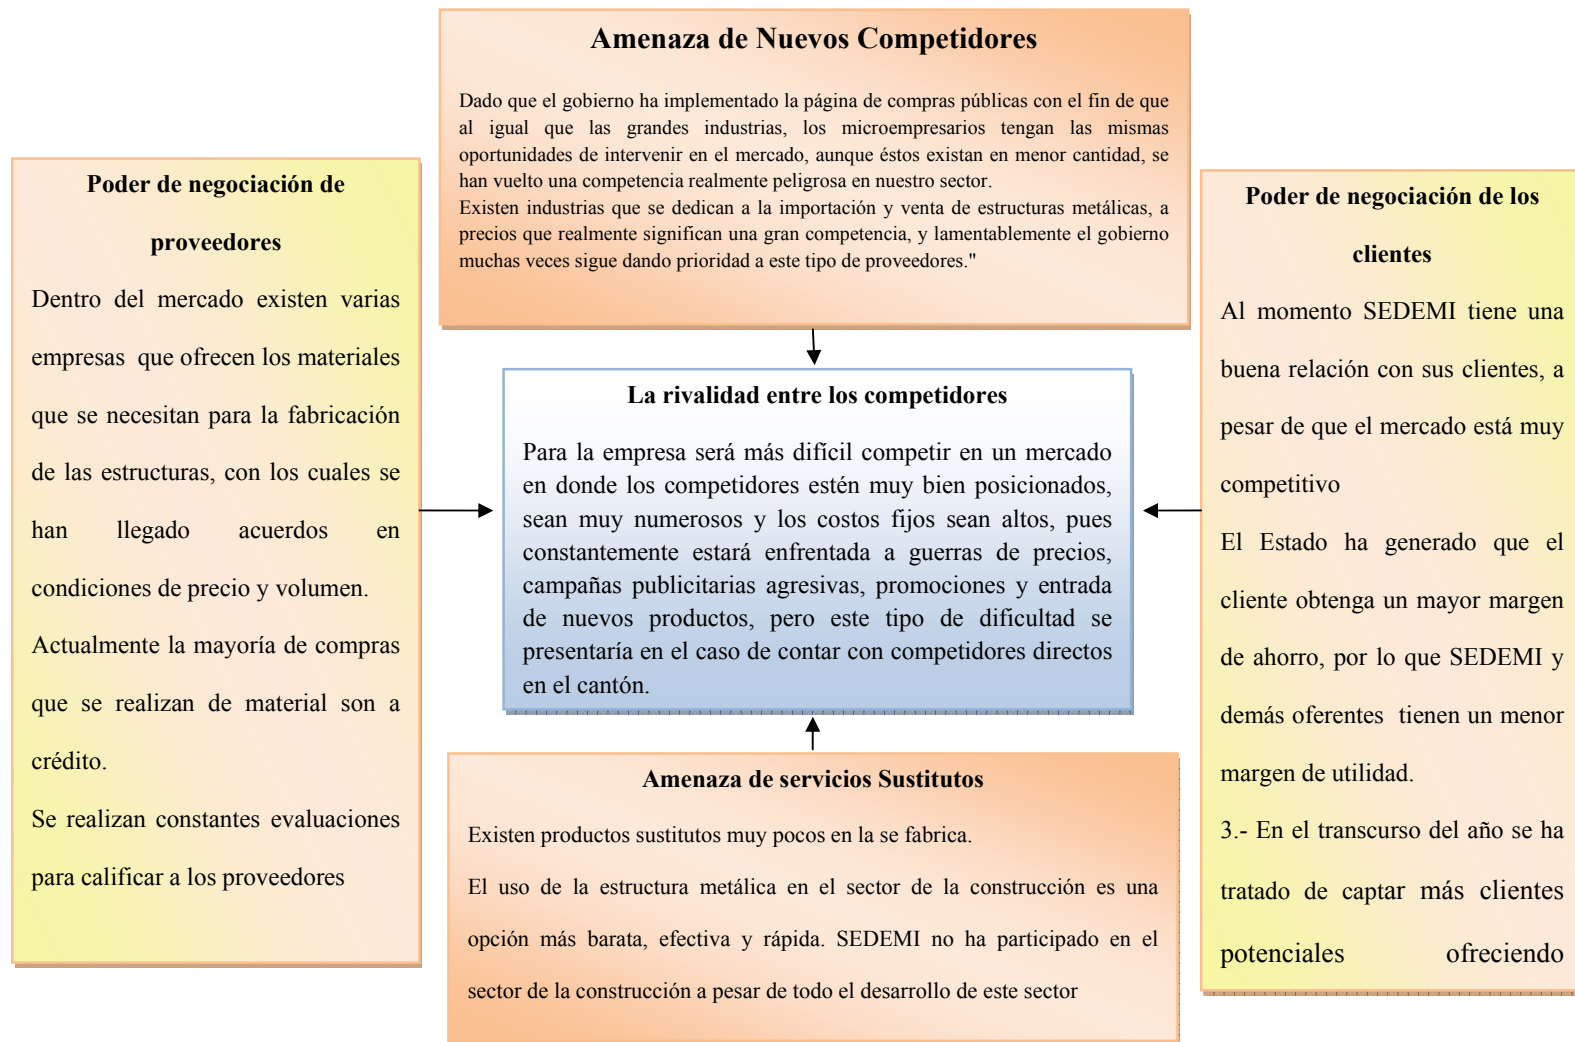 Amenaza de Nuevos Competidores
Dado que el gobierno ha implementado la página de compras públicas con el fin de que
al igual que las grandes industrias, los microempresarios tengan las mismas
oportunidades de intervenir en el mercado, aunque éstos existan en menor cantidad, se
han vuelto una competencia realmente peligrosa en nuestro sector.
Existen industrias que se dedican a la importación y venta de estructuras metálicas, a
precios que realmente significan una gran competencia, y lamentablemente el gobierno
muchas veces sigue dando prioridad a este tipo de proveedores."
Poder de negociación de
proveedores
Dentro del mercado existen varias
empresas que ofrecen los materiales
que se necesitan para la fabricación
de las estructuras, con los cuales se
han llegado acuerdos en
condiciones de precio y volumen.
Actualmente la mayoría de compras
que se realizan de material son a
crédito.
Se realizan constantes evaluaciones
para calificar a los proveedores
La rivalidad entre los competidores
Para la empresa será más difícil competir en un mercado
en donde los competidores estén muy bien posicionados,
sean muy numerosos y los costos fijos sean altos, pues
constantemente estará enfrentada a guerras de precios,
campañas publicitarias agresivas, promociones y entrada
de nuevos productos, pero este tipo de dificultad se
presentaría en el caso de contar con competidores directos
en el cantón.
Poder de negociación de los
clientes
Al momento SEDEMI tiene una
buena relación con sus clientes, a
pesar de que el mercado está muy
competitivo
El Estado ha generado que el
cliente obtenga un mayor margen
de ahorro, por lo que SEDEMI y
demás oferentes tienen un menor
margen de utilidad.
3.- En el transcurso del año se ha
tratado de captar más clientes
potenciales ofreciendo
Amenaza de servicios Sustitutos
Existen productos sustitutos muy pocos en la se fabrica.
El uso de la estructura metálica en el sector de la construcción es una
opción más barata, efectiva y rápida. SEDEMI no ha participado en el
sector de la construcción a pesar de todo el desarrollo de este sector